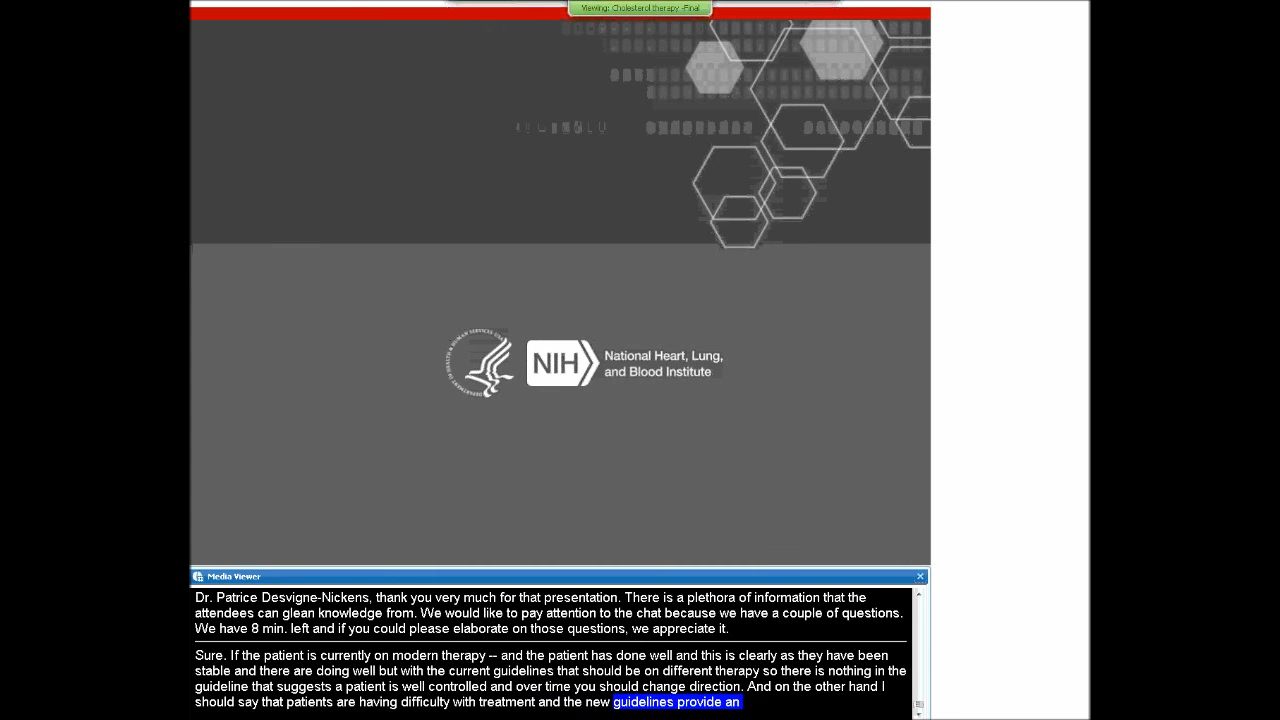 Viewing: Cholesterol therapy -Final
DEPARTMENT OF HEALTH & HUMAN SERVICES · USA
NIH
National Heart, Lung,
and Blood Institute
Media Viewer
Dr. Patrice Desvigne-Nickens, thank you very much for that presentation. There is a plethora of information that the
attendees can glean knowledge from. We would like to pay attention to the chat because we have a couple of questions.
We have 8 min. left and if you could please elaborate on those questions, we appreciate it.
Sure. If the patient is currently on modern therapy -- and the patient has done well and this is clearly as they have been
stable and there are doing well but with the current guidelines that should be on different therapy so there is nothing in the
guideline that suggests a patient is well controlled and over time you should change direction. And on the other hand I
should say that patients are having difficulty with treatment and the new guidelines provide an